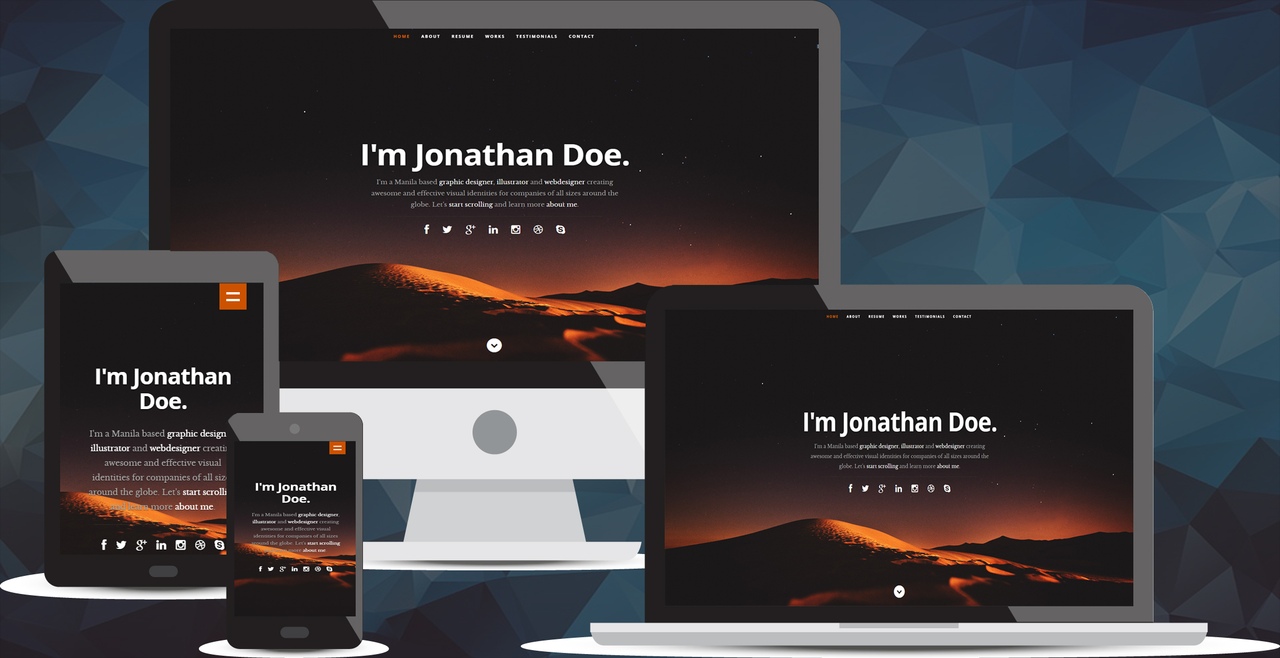 HOME ABOUT RESUME WORKS TESTIMONIALS CONTACT
I'm Jonathan Doe.
I'm a Manila based graphic designer, illustrator and webdesigner creating
awesome and effective visual identities for companies of all sizes around the
globe. Let's start scrolling and learn more about me.
I'm Jonathan
Doe.
I'm a Manila based graphic design
illustrator and webdesigner creati
awesome and effective visual
identities for companies of all siz
around the globe. Let's start scrolli
more about me
I'm Jonathan
Doe.
I'm a Manila based graphic designer,
illustrator and webdesigner creating
awesome and effective visual
identities for companies of all sizes
around the globe. Let's start scrolling
more about me
HOME ABOUT RESUME WORKS TESTIMONIALS CONTACT
I'm Jonathan Doe.
I'm a Manila based graphic designer, illustrator and webdesigner creating
awesome and effective visual identities for companies of all sizes around the
globe. Let's start scrolling and learn more about me.